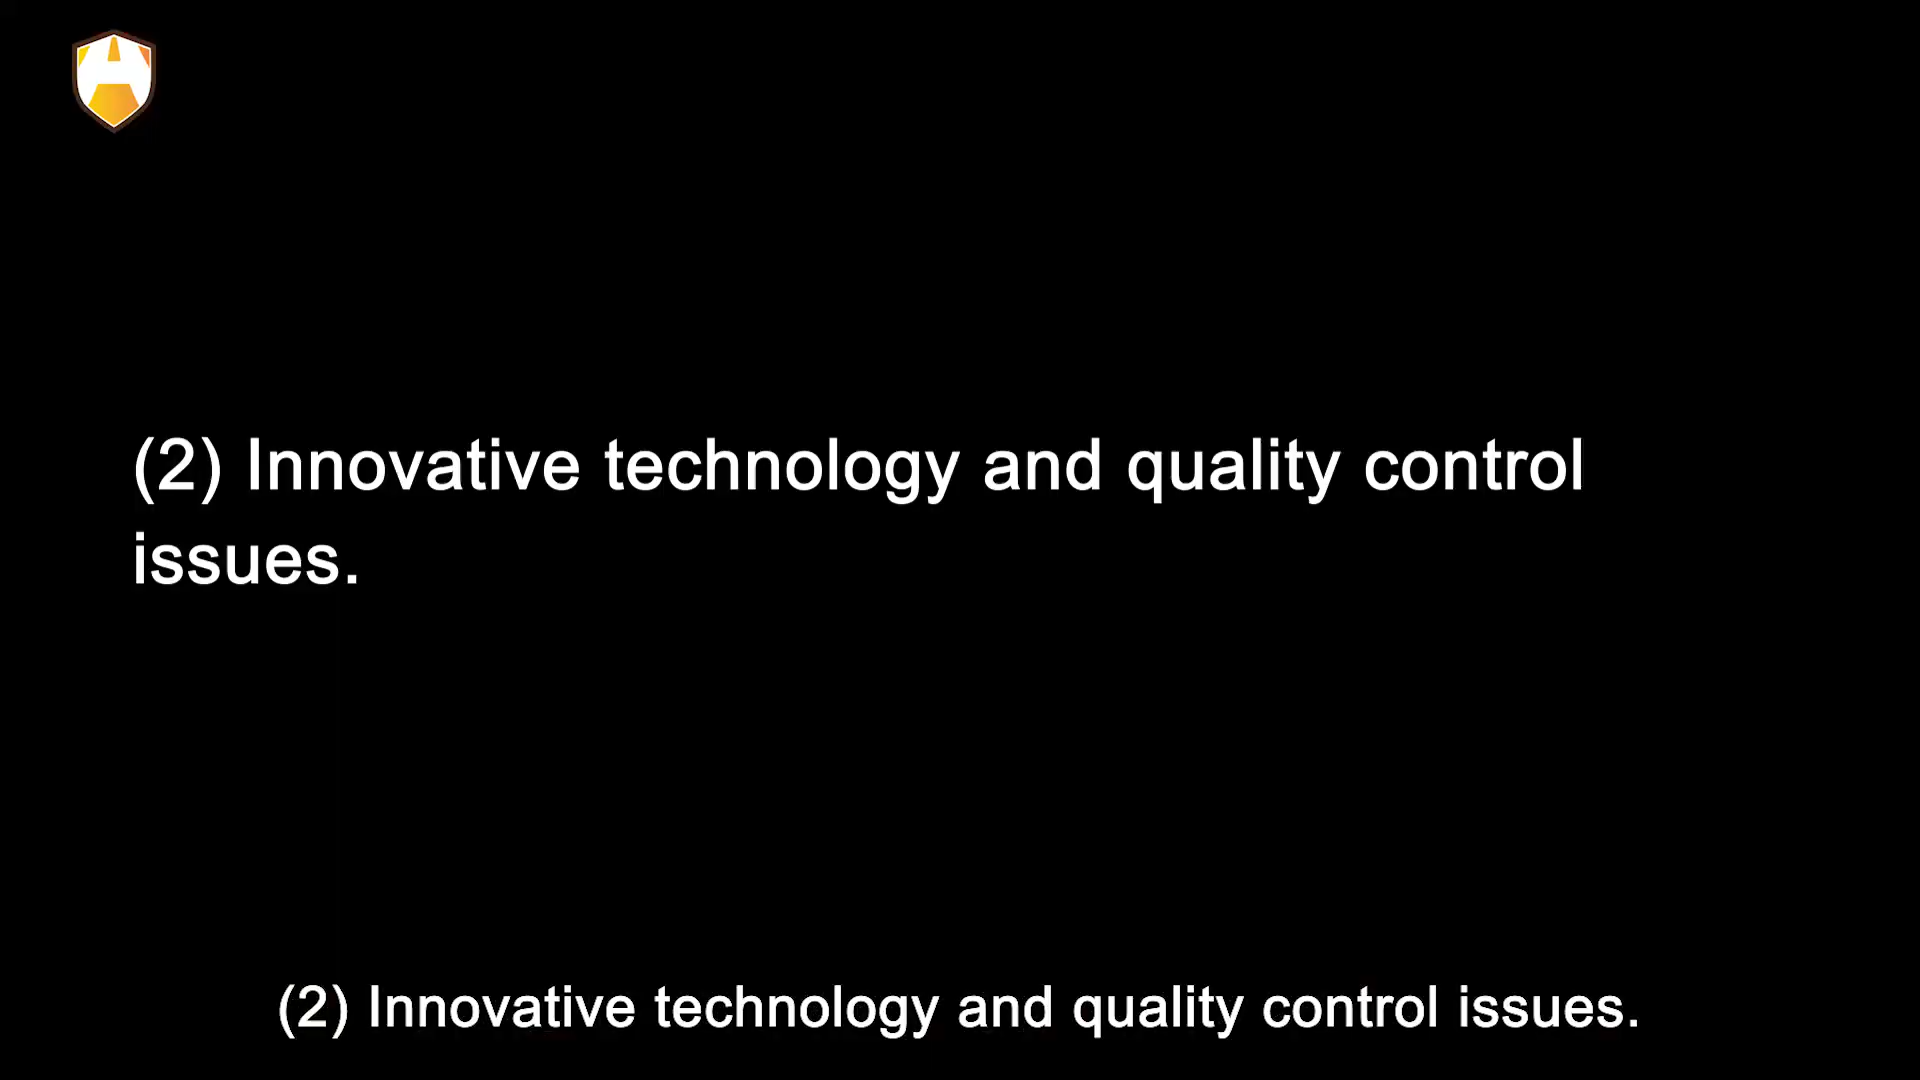 (2) Innovative technology and quality control
issues.
(2) Innovative technology and quality control issues.